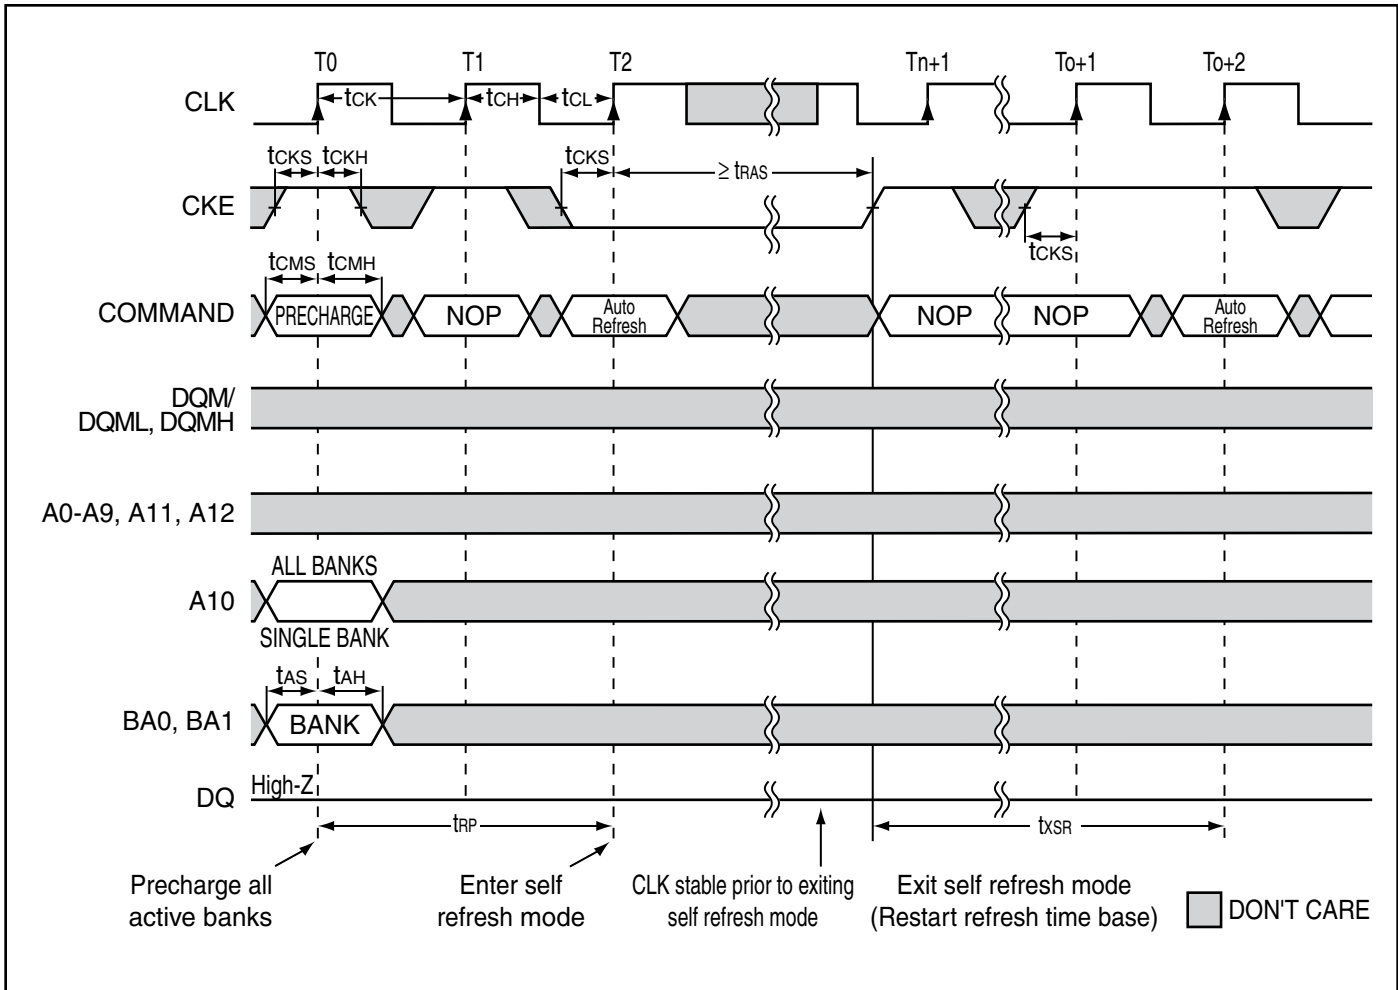 T0 T1 T2 Tn+1 To+1 To+2
CLK tCK tCH tCL
tCKS tCKH tCKS ≥ tRAS
CKE
tCKS
tCMS tCMH
COMMAND PRECHARGE NOP Auto Refresh NOP NOP Auto Refresh
DQM/
DQML, DQMH
A0-A9, A11, A12
ALL BANKS
A10
SINGLE BANK
tAS tAH
BA0, BA1 BANK
High-Z
DQ
tRP tXSR
Precharge all
active banks
Enter self
refresh mode
CLK stable prior to exiting
self refresh mode
Exit self refresh mode
(Restart refresh time base)
DON'T CARE